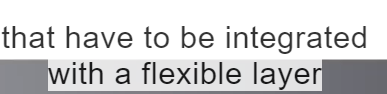 that have to be integrated
with a flexible layer